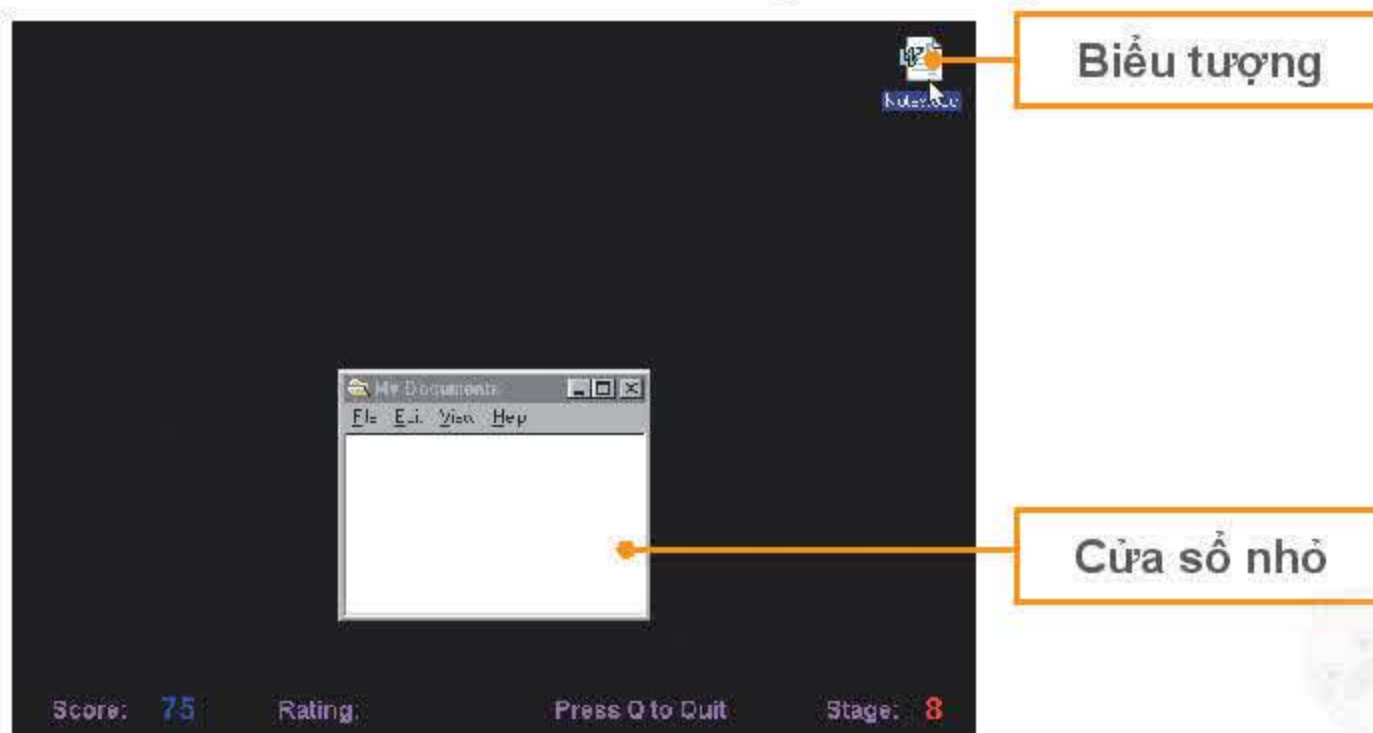 Biểu tượng
My Documents
File Edit View Help
Cửa sổ nhỏ
Score: 75 Rating: Press Q to Quit Stage: 8